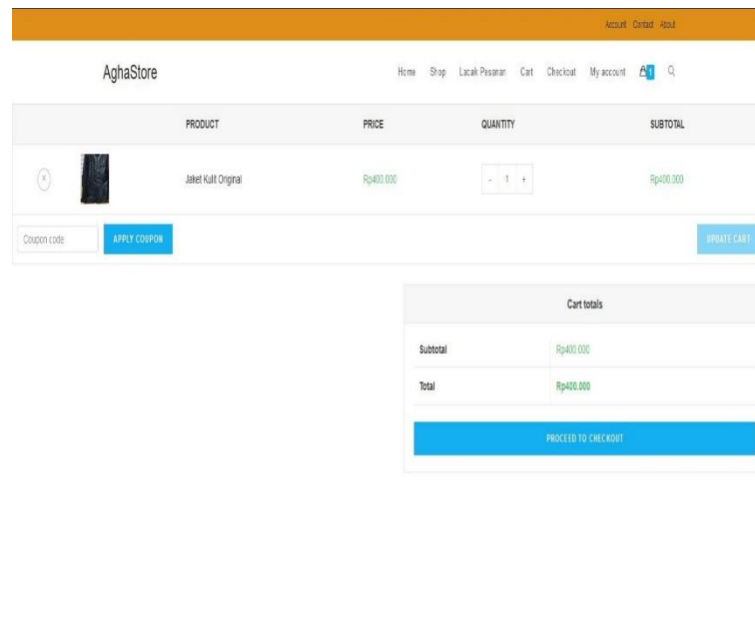 Account Contact About
AghaStore
Home Shop Lacak Pesanan Cart Checkout My account 1
PRODUCT PRICE QUANTITY SUBTOTAL
× Jaket Kulit Original Rp400.000 - 1 + Rp400.000
Coupon code APPLY COUPON UPDATE CART
Cart totals
Subtotal Rp400.000
Total Rp400.000
PROCEED TO CHECKOUT